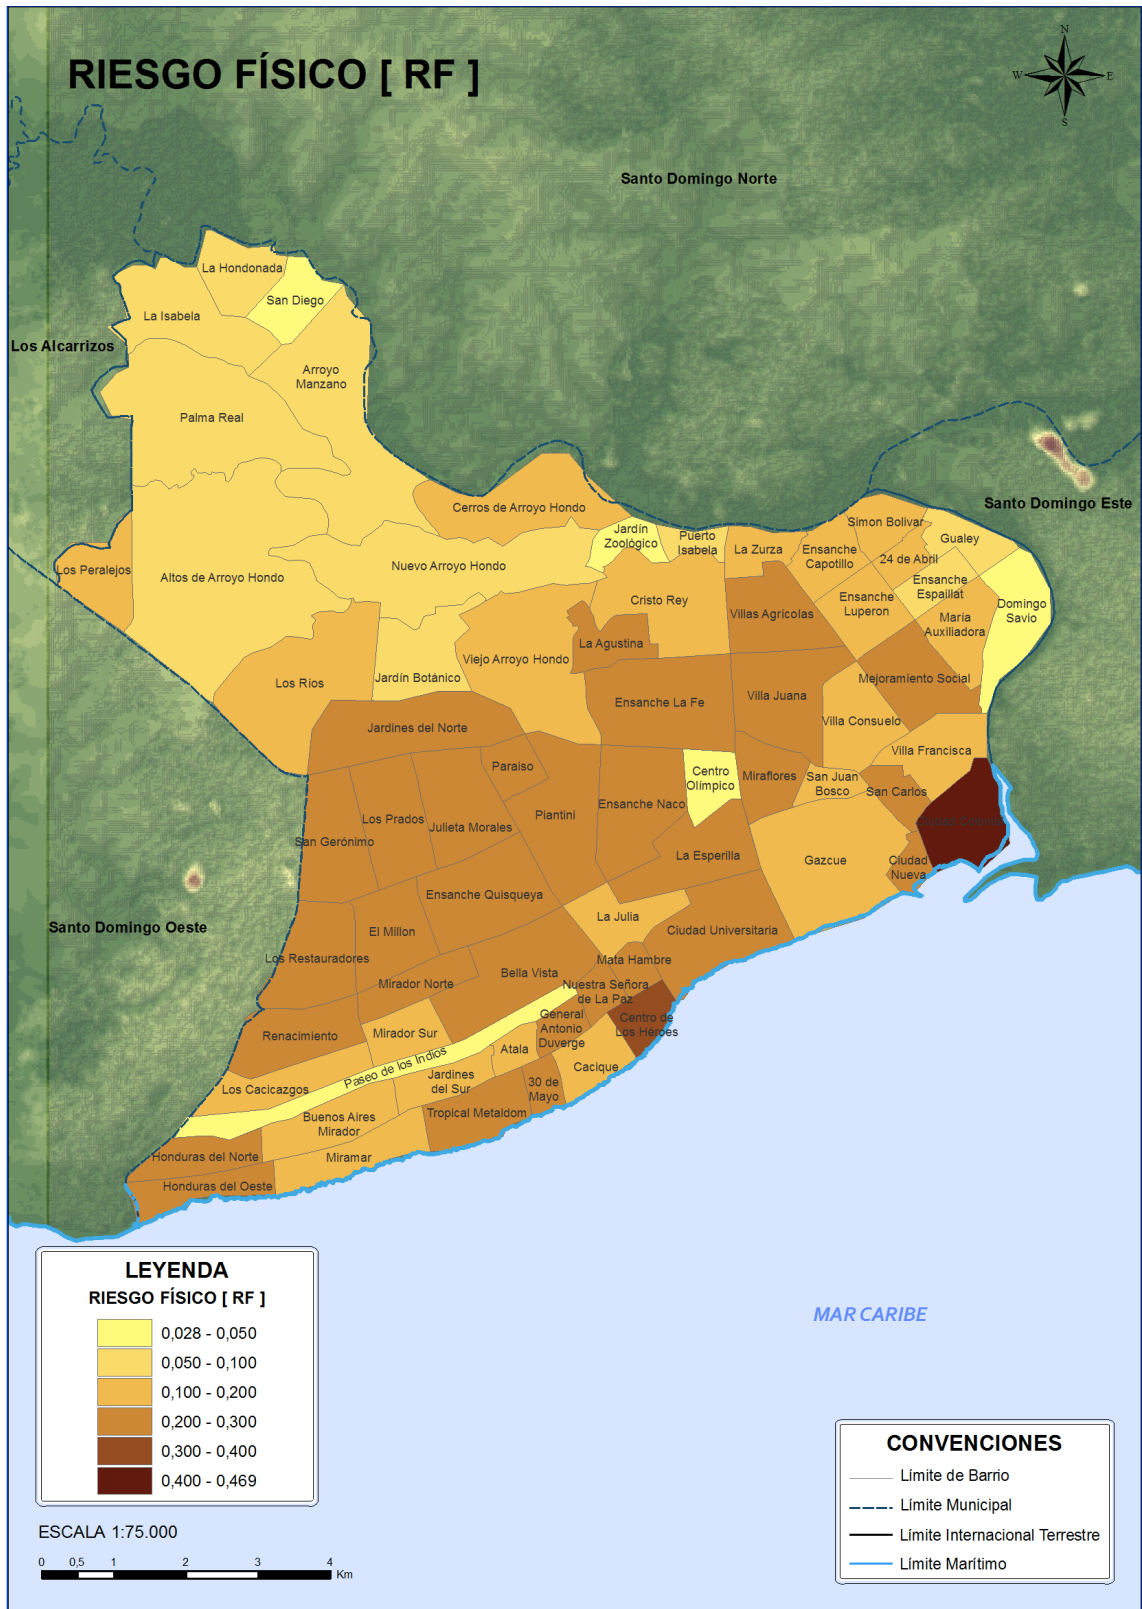 RIESGO FÍSICO [ RF ]
N
W
E
S
Santo Domingo Norte
La Hondonada
San Diego
La Isabela
Los Alcarrizos
Arroyo
Manzano
Palma Real
Santo Domingo Este
Cerros de Arroyo Hondo
Simon Bolivar
Jardín
Zoológico
Puerto
Isabela
La Zurza
Ensanche
Capotillo
24 de Abril
Gualey
Los Peralejos
Altos de Arroyo Hondo
Nuevo Arroyo Hondo
Ensanche
Espaillat
Cristo Rey
Villas Agrícolas
Ensanche
Luperon
María
Auxiliadora
Domingo
Savio
La Agustina
Viejo Arroyo Hondo
Los Ríos
Jardín Botánico
Mejoramiento Social
Ensanche La Fe
Villa Juana
Jardines del Norte
Villa Consuelo
Villa Francisca
Paraiso
Centro
Olímpico
Miraflores
San Juan
Bosco
San Carlos
Ensanche Naco
Piantini
Los Prados
Julieta Morales
San Gerónimo
La Esperilla
Gazcue
Ciudad
Nueva
Ensanche Quisqueya
La Julia
Ciudad Universitaria
Santo Domingo Oeste
El Millon
Los Restauradores
Mata Hambre
Bella Vista
Mirador Norte
Nuestra Señora
de La Paz
General
Antonio
Duverge
Centro de
Los Héroes
Renacimiento
Mirador Sur
Atala
Cacique
Paseo de los Indios
Los Cacicazgos
Jardines
del Sur
30 de
Mayo
Buenos Aires
Mirador
Tropical Metaldom
Honduras del Norte
Miramar
Honduras del Oeste
LEYENDA
RIESGO FÍSICO [ RF ]
0,028 - 0,050
0,050 - 0,100
0,100 - 0,200
0,200 - 0,300
0,300 - 0,400
0,400 - 0,469
MAR CARIBE
ESCALA 1:75.000
0 0,5 1 2 3 4
Km
CONVENCIONES
Límite de Barrio
Límite Municipal
Límite Internacional Terrestre
Límite Marítimo